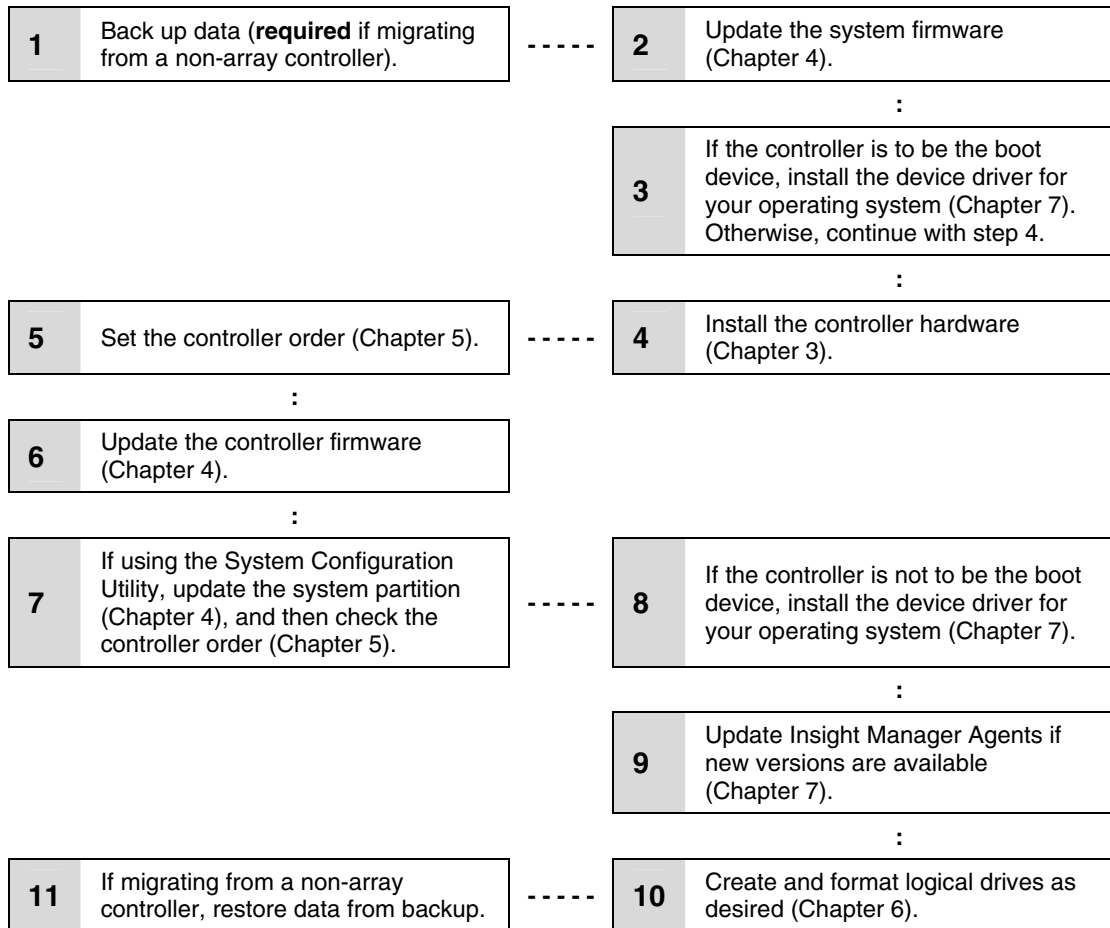 1
Back up data (required if migrating
from a non-array controller).
- - - - -
2
Update the system firmware
(Chapter 4).
:
3
If the controller is to be the boot
device, install the device driver for
your operating system (Chapter 7).
Otherwise, continue with step 4.
:
4
Install the controller hardware
(Chapter 3).
- - - - -
5
Set the controller order (Chapter 5).
:
6
Update the controller firmware
(Chapter 4).
:
7
If using the System Configuration
Utility, update the system partition
(Chapter 4), and then check the
controller order (Chapter 5).
- - - - -
8
If the controller is not to be the boot
device, install the device driver for
your operating system (Chapter 7).
:
9
Update Insight Manager Agents if
new versions are available
(Chapter 7).
:
10
Create and format logical drives as
desired (Chapter 6).
- - - - -
11
If migrating from a non-array
controller, restore data from backup.